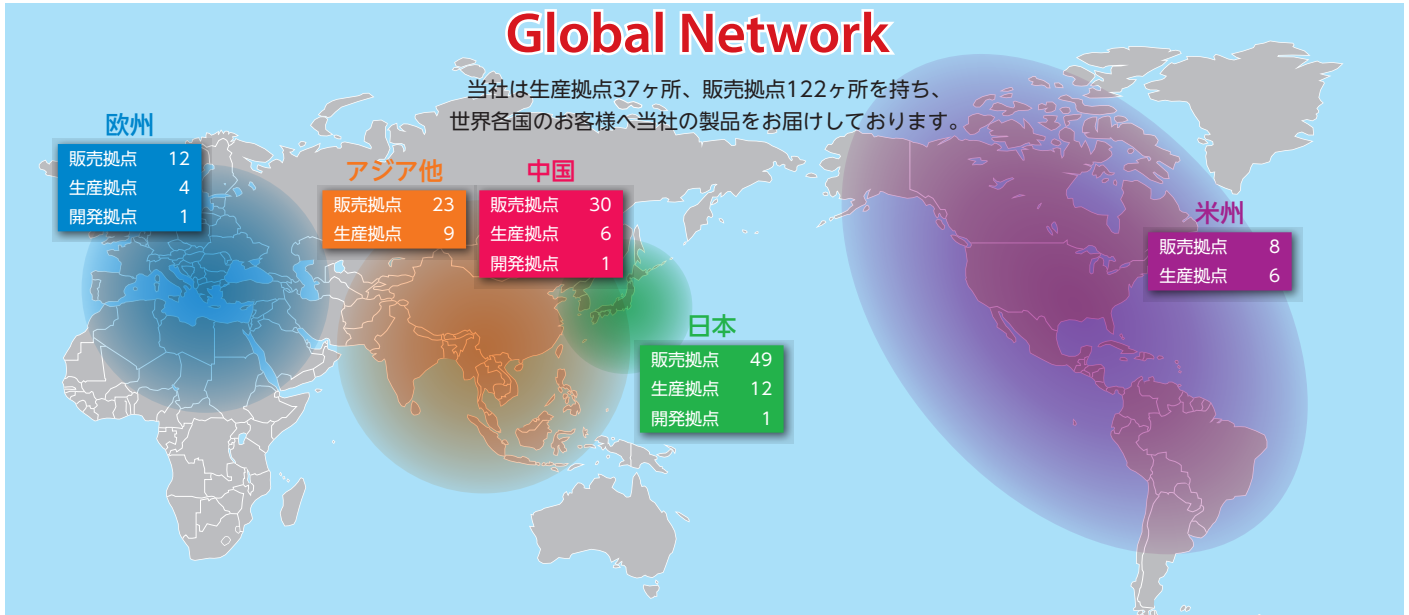 Global Network
当社は生産拠点37ヶ所、販売拠点122ヶ所を持ち、
世界各国のお客様へ当社の製品をお届けしております。
欧州
販売拠点 12
生産拠点 4
開発拠点 1
アジア他
販売拠点 23
生産拠点 9
中国
販売拠点 30
生産拠点 6
開発拠点 1
日本
販売拠点 49
生産拠点 12
開発拠点 1
米州
販売拠点 8
生産拠点 6